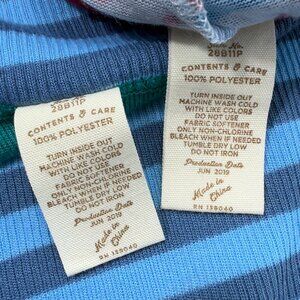 28B11P
CONTENTS & CARE
100% POLYESTER
TURN INSIDE OUT
MACHINE WASH COLD
WITH LIKE COLORS
DO NOT USE
FABRIC SOFTENER
ONLY NON-CHLORINE
BLEACH WHEN IF NEEDED
TUMBLE DRY LOW
DO NOT IRON
Production Date
JUN 2019
Made in
China
RN 139040
Style No.
28B11P
CONTENTS & CARE
100% POLYESTER
TURN INSIDE OUT
MACHINE WASH COLD
WITH LIKE COLORS
DO NOT USE
FABRIC SOFTENER
ONLY NON-CHLORINE
BLEACH WHEN IF NEEDED
TUMBLE DRY LOW
DO NOT IRON
Production Date
JUN 2019
Made in
China
RN 139040